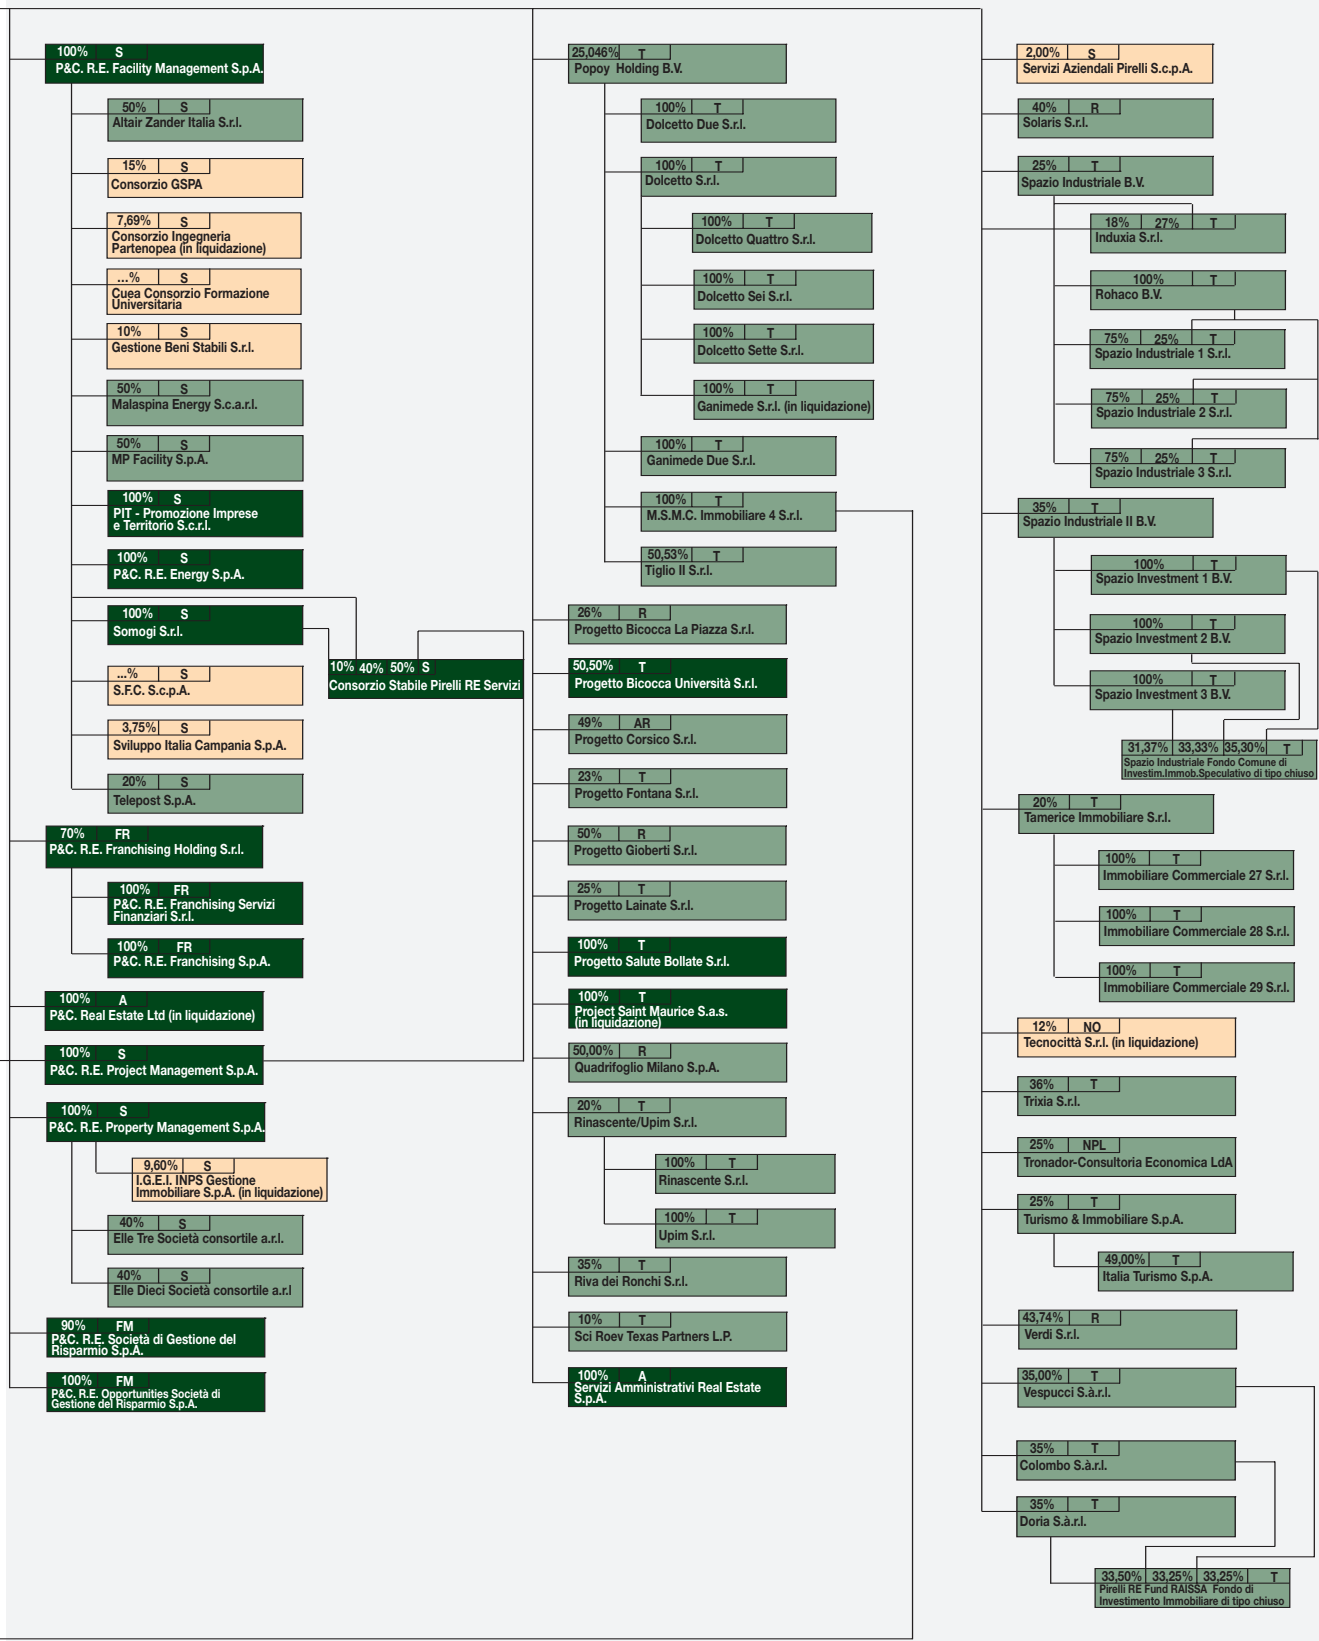 100% S
P&C. R.E. Facility Management S.p.A.
50% S
Altair Zander Italia S.r.l.
15% S
Consorzio GSPA
7,69% S
Consorzio Ingegneria
Partenopea (in liquidazione)
...% S
Cuea Consorzio Formazione
Universitaria
10% S
Gestione Beni Stabili S.r.l.
50% S
Malaspina Energy S.c.a.r.l.
50% S
MP Facility S.p.A.
100% S
PIT - Promozione Imprese
e Territorio S.c.r.l.
100% S
P&C. R.E. Energy S.p.A.
100% S
Somogi S.r.l.
10% 40% 50% S
Consorzio Stabile Pirelli RE Servizi
...% S
S.F.C. S.c.p.A.
3,75% S
Sviluppo Italia Campania S.p.A.
20% S
Telepost S.p.A.
70% FR
P&C. R.E. Franchising Holding S.r.l.
100% FR
P&C. R.E. Franchising Servizi
Finanziari S.r.l.
100% FR
P&C. R.E. Franchising S.p.A.
100% A
P&C. Real Estate Ltd (in liquidazione)
100% S
P&C. R.E. Project Management S.p.A.
100% S
P&C. R.E. Property Management S.p.A.
9,60% S
I.G.E.I. INPS Gestione
Immobiliare S.p.A. (in liquidazione)
40% S
Elle Tre Società consortile a.r.l.
40% S
Elle Dieci Società consortile a.r.l
90% FM
P&C. R.E. Società di Gestione del
Risparmio S.p.A.
100% FM
P&C. R.E. Opportunities Società di
Gestione del Risparmio S.p.A.
25,046% T
Popoy Holding B.V.
100% T
Dolcetto Due S.r.l.
100% T
Dolcetto S.r.l.
100% T
Dolcetto Quattro S.r.l.
100% T
Dolcetto Sei S.r.l.
100% T
Dolcetto Sette S.r.l.
100% T
Ganimede S.r.l. (in liquidazione)
100% T
Ganimede Due S.r.l.
100% T
M.S.M.C. Immobiliare 4 S.r.l.
50,53% T
Tiglio II S.r.l.
26% R
Progetto Bicocca La Piazza S.r.l.
50,50% T
Progetto Bicocca Università S.r.l.
49% AR
Progetto Corsico S.r.l.
23% T
Progetto Fontana S.r.l.
50% R
Progetto Gioberti S.r.l.
25% T
Progetto Lainate S.r.l.
100% T
Progetto Salute Bollate S.r.l.
100% T
Project Saint Maurice S.a.s.
(in liquidazione)
50,00% R
Quadrifoglio Milano S.p.A.
20% T
Rinascente/Upim S.r.l.
100% T
Rinascente S.r.l.
100% T
Upim S.r.l.
35% T
Riva dei Ronchi S.r.l.
10% T
Sci Roev Texas Partners L.P.
100% A
Servizi Amministrativi Real Estate
S.p.A.
2,00% S
Servizi Aziendali Pirelli S.c.p.A.
40% R
Solaris S.r.l.
25% T
Spazio Industriale B.V.
18% 27% T
Induxia S.r.l.
100% T
Rohaco B.V.
75% 25% T
Spazio Industriale 1 S.r.l.
75% 25% T
Spazio Industriale 2 S.r.l.
75% 25% T
Spazio Industriale 3 S.r.l.
35% T
Spazio Industriale II B.V.
100% T
Spazio Investment 1 B.V.
100% T
Spazio Investment 2 B.V.
100% T
Spazio Investment 3 B.V.
31,37% 33,33% 35,30% T
Spazio Industriale Fondo Comune di
Investim.Immob.Speculativo di tipo chiuso
20% T
Tamerice Immobiliare S.r.l.
100% T
Immobiliare Commerciale 27 S.r.l.
100% T
Immobiliare Commerciale 28 S.r.l.
100% T
Immobiliare Commerciale 29 S.r.l.
12% NO
Tecnocittà S.r.l. (in liquidazione)
36% T
Trixia S.r.l.
25% NPL
Tronador-Consultoria Economica LdA
25% T
Turismo & Immobiliare S.p.A.
49,00% T
Italia Turismo S.p.A.
43,74% R
Verdi S.r.l.
35,00% T
Vespucci S.à.r.l.
35% T
Colombo S.à.r.l.
35% T
Doria S.à.r.l.
33,50% 33,25% 33,25% T
Pirelli RE Fund RAISSA Fondo di
Investimento Immobiliare di tipo chiuso